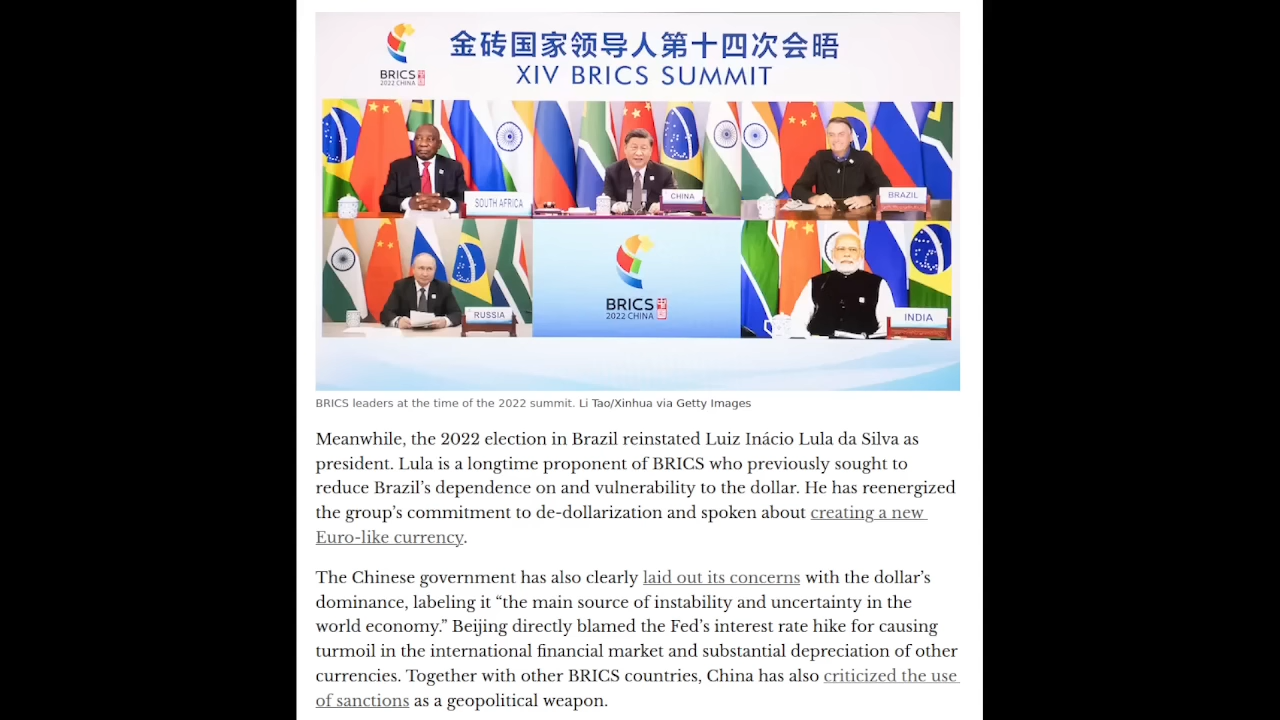 金砖国家领导人第十四次会晤
XIV BRICS SUMMIT
BRICS
2022 CHINA
SOUTH AFRICA
CHINA
BRAZIL
RUSSIA
BRICS
2022 CHINA
INDIA
BRICS leaders at the time of the 2022 summit. Li Tao/Xinhua via Getty Images
Meanwhile, the 2022 election in Brazil reinstated Luiz Inácio Lula da Silva as
president. Lula is a longtime proponent of BRICS who previously sought to
reduce Brazil’s dependence on and vulnerability to the dollar. He has reenergized
the group’s commitment to de-dollarization and spoken about creating a new
Euro-like currency.
The Chinese government has also clearly laid out its concerns with the dollar’s
dominance, labeling it “the main source of instability and uncertainty in the
world economy.” Beijing directly blamed the Fed’s interest rate hike for causing
turmoil in the international financial market and substantial depreciation of other
currencies. Together with other BRICS countries, China has also criticized the use
of sanctions as a geopolitical weapon.